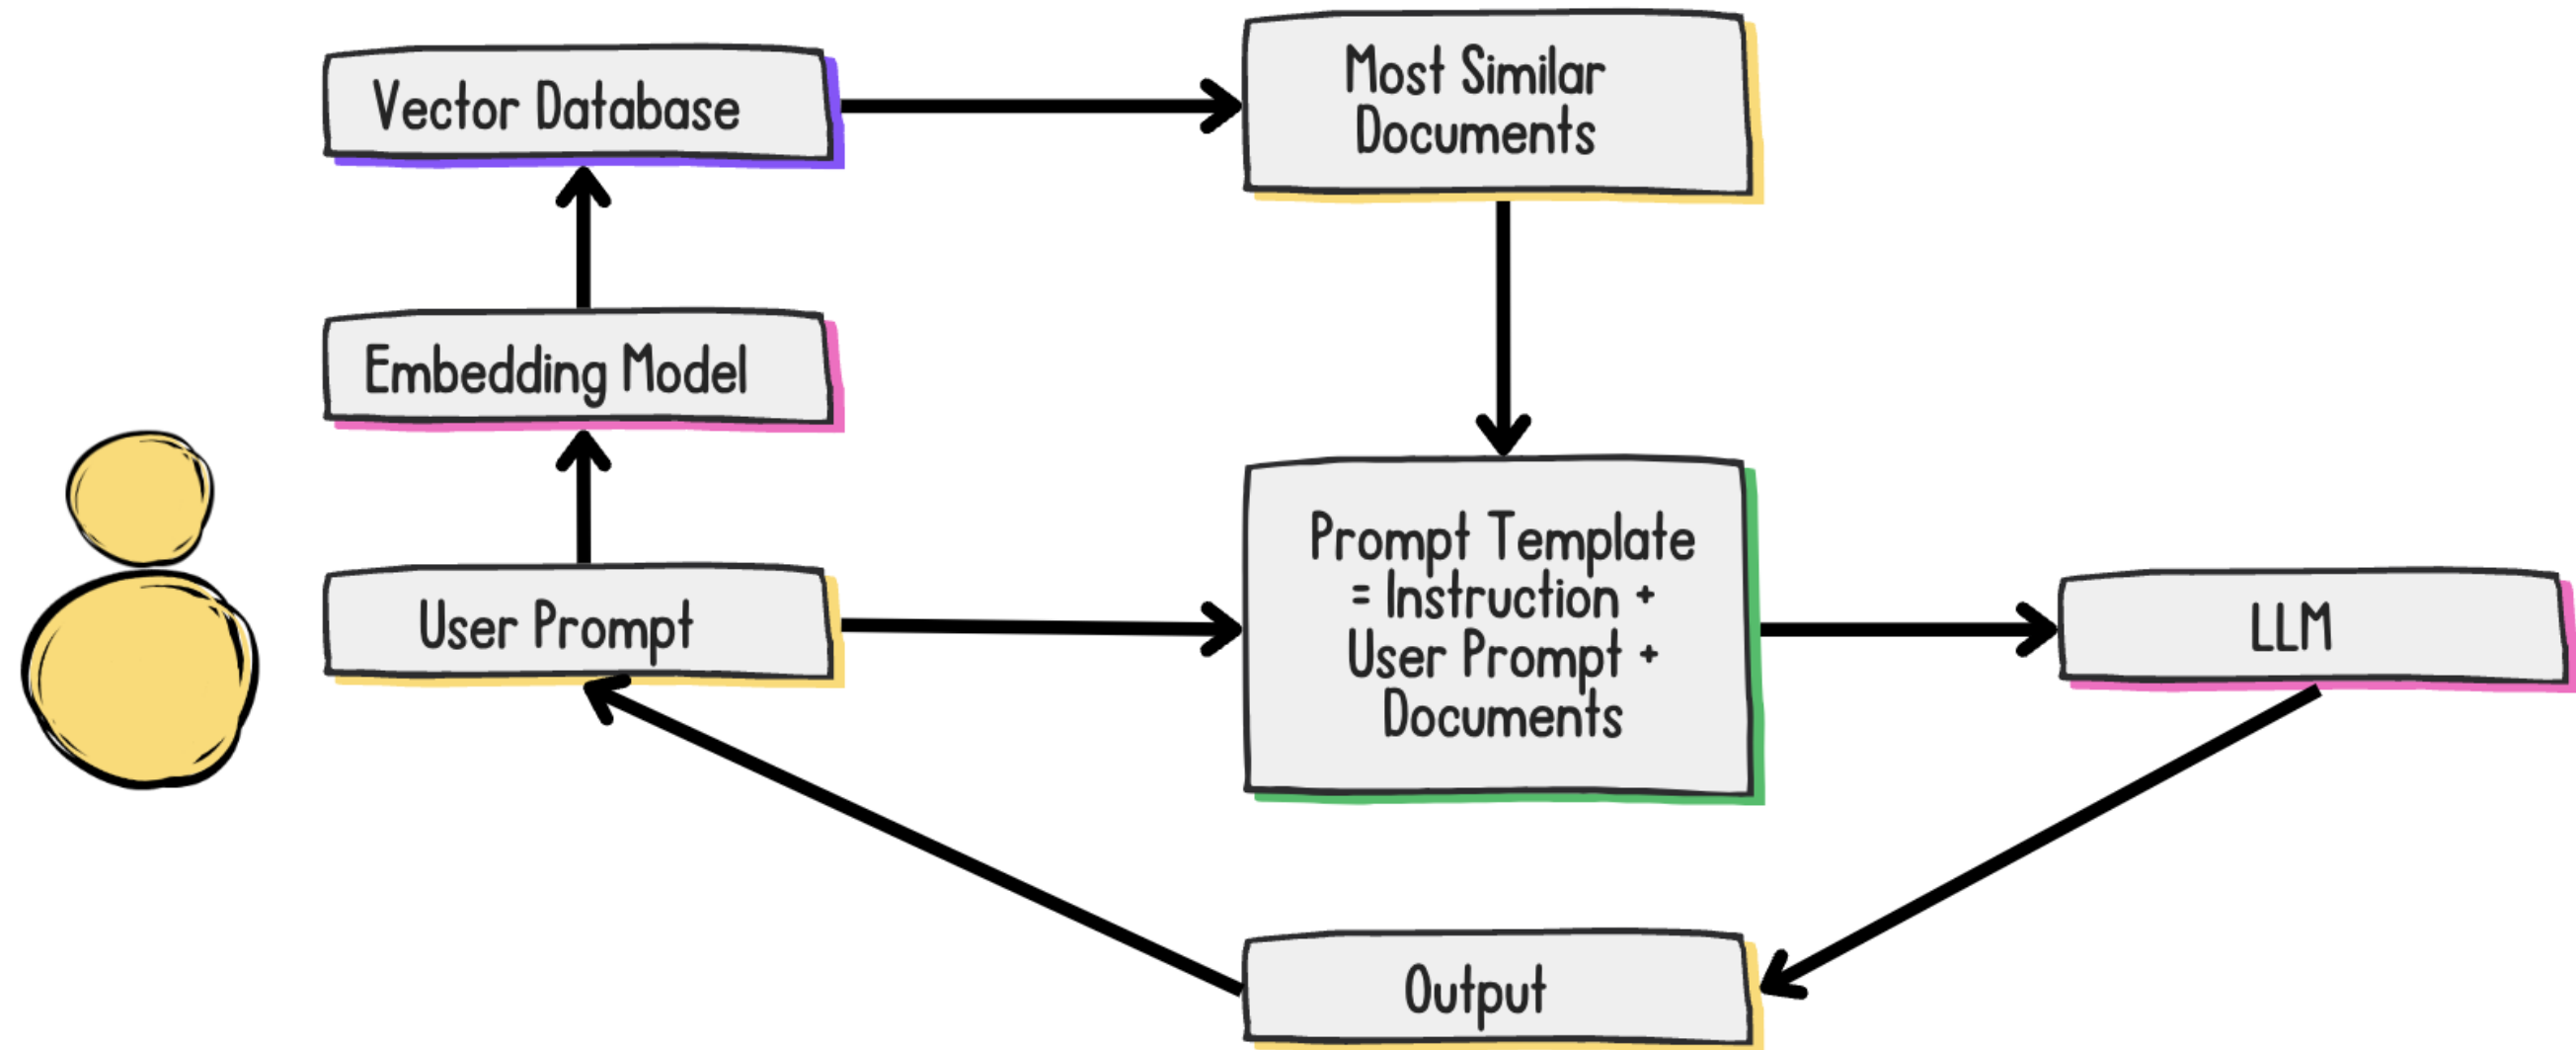 Vector Database
Most Similar
Documents
Embedding Model
User Prompt
Prompt Template
= Instruction +
User Prompt +
Documents
LLM
Output